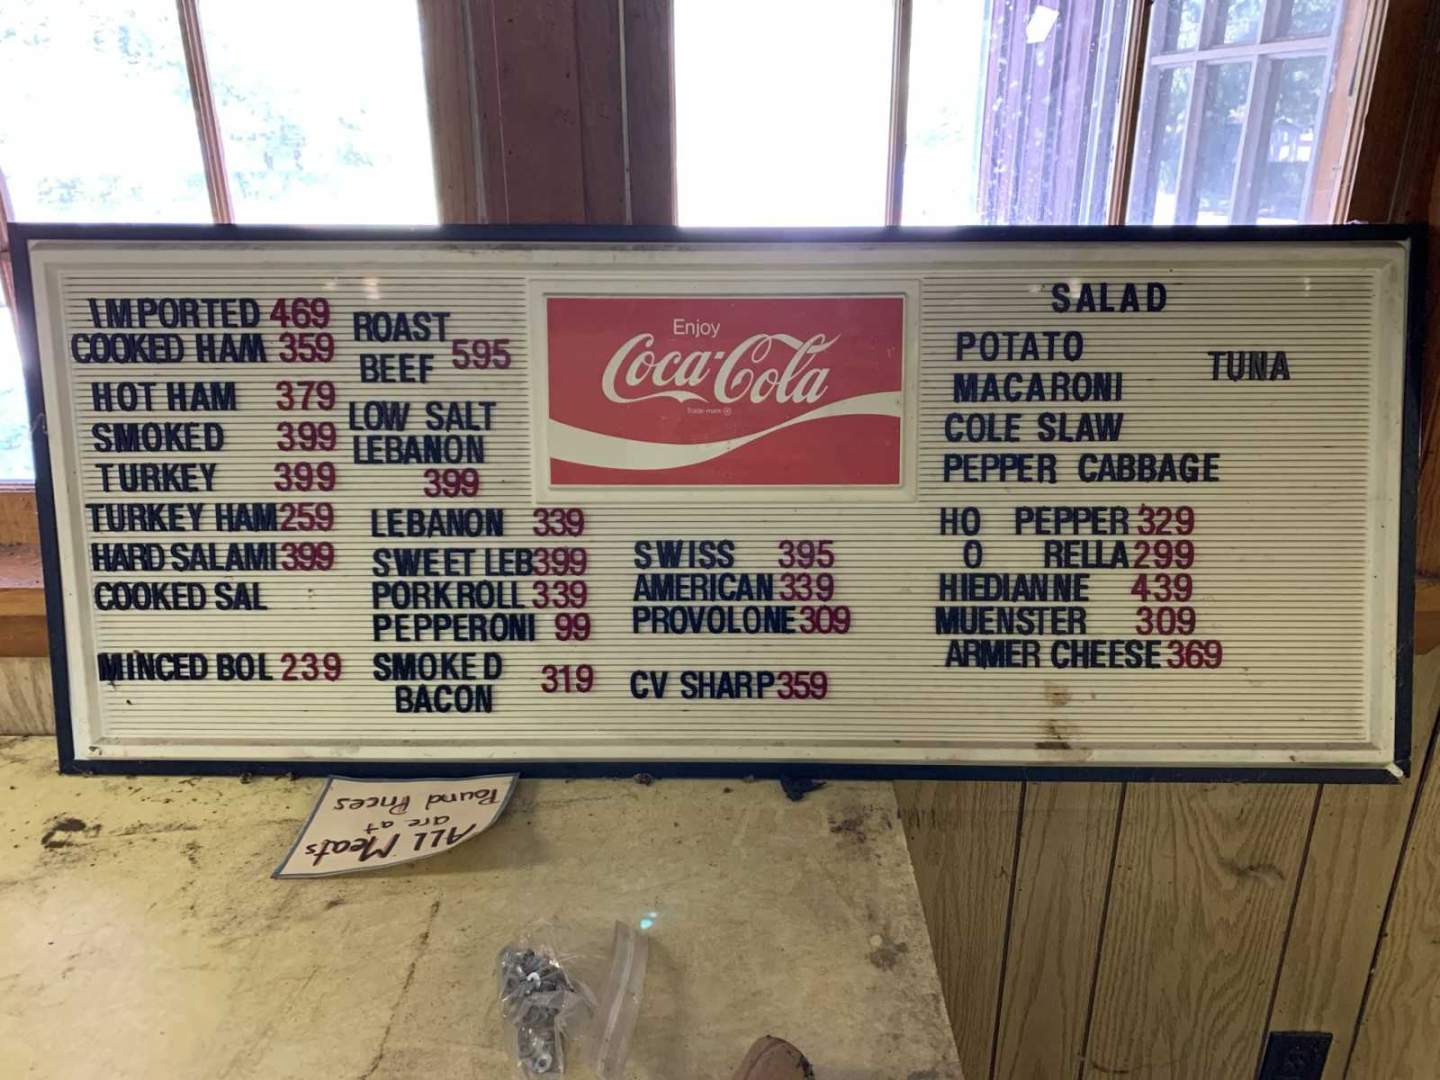 IMPORTED 469
COOKED HAM 359
HOT HAM 379
SMOKED 399
TURKEY 399
TURKEY HAM 259
HARD SALAMI 399
COOKED SAL
MINCED BOL 239
ROAST
BEEF 595
LOW SALT
LEBANON
399
LEBANON 339
SWEET LEB 399
PORKROLL 339
PEPPERONI 99
SMOKED
BACON 319
Enjoy
Coca-Cola
Trade-mark ®
SWISS 395
AMERICAN 339
PROVOLONE 309
CV SHARP 359
SALAD
POTATO
MACARONI
COLE SLAW
PEPPER CABBAGE
TUNA
HO PEPPER 329
O RELLA 299
HIEDIANNE 439
MUENSTER 309
ARMER CHEESE 369
ALL Meats
are at
Pound Prices